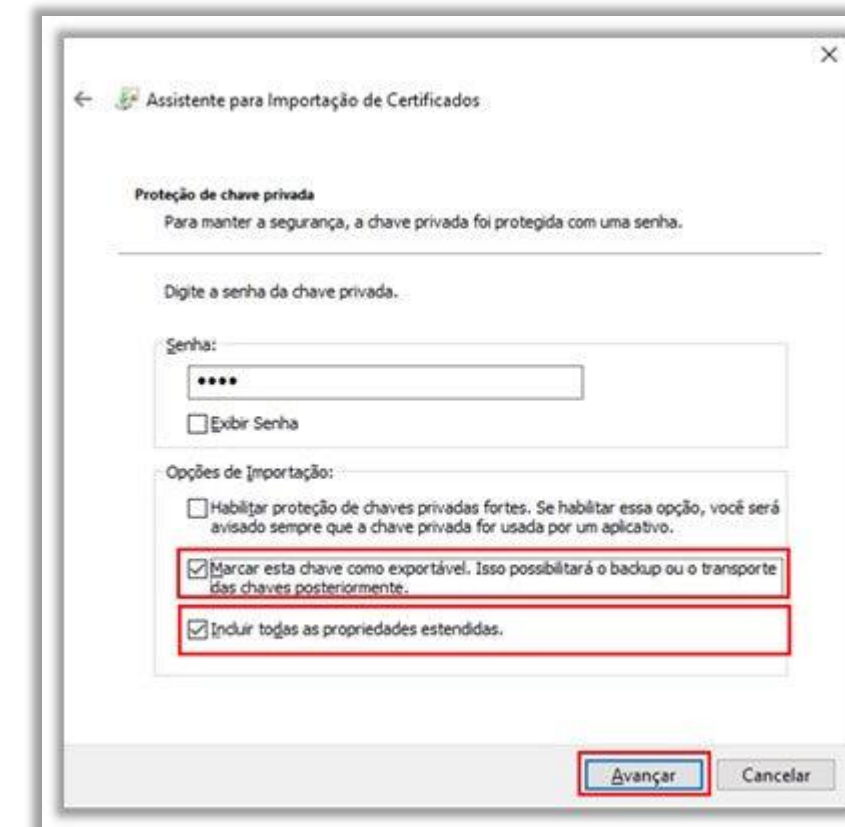 Assistente para Importação de Certificados
Proteção de chave privada
Para manter a segurança, a chave privada foi protegida com uma senha.
Digite a senha da chave privada.
Senha:
••••
Exibir Senha
Opções de Importação:
Habilitar proteção de chaves privadas fortes. Se habilitar essa opção, você será
avisado sempre que a chave privada for usada por um aplicativo.
Marcar esta chave como exportável. Isso possibilitará o backup ou o transporte
das chaves posteriormente.
Incluir todas as propriedades estendidas.
Avançar
Cancelar